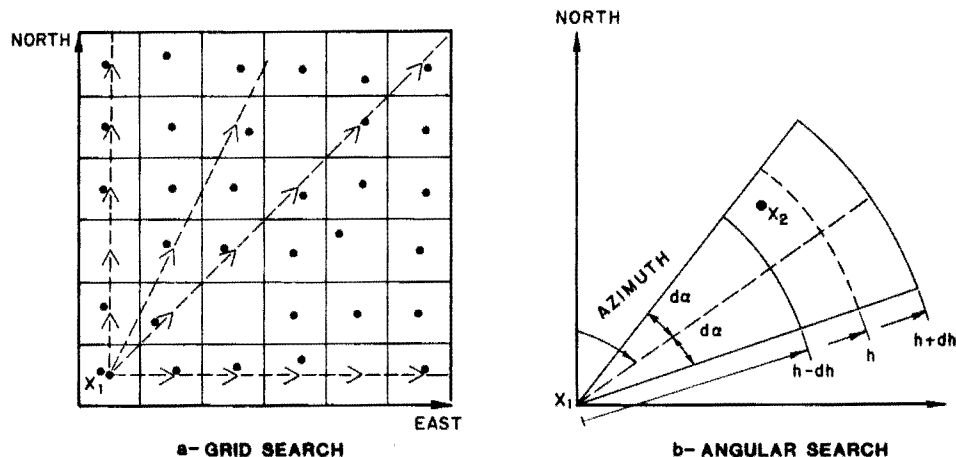 NORTH
X1
EAST
a- GRID SEARCH
NORTH
X2
AZIMUTH
dα
dα
h-dh
h
h+dh
X1
b- ANGULAR SEARCH